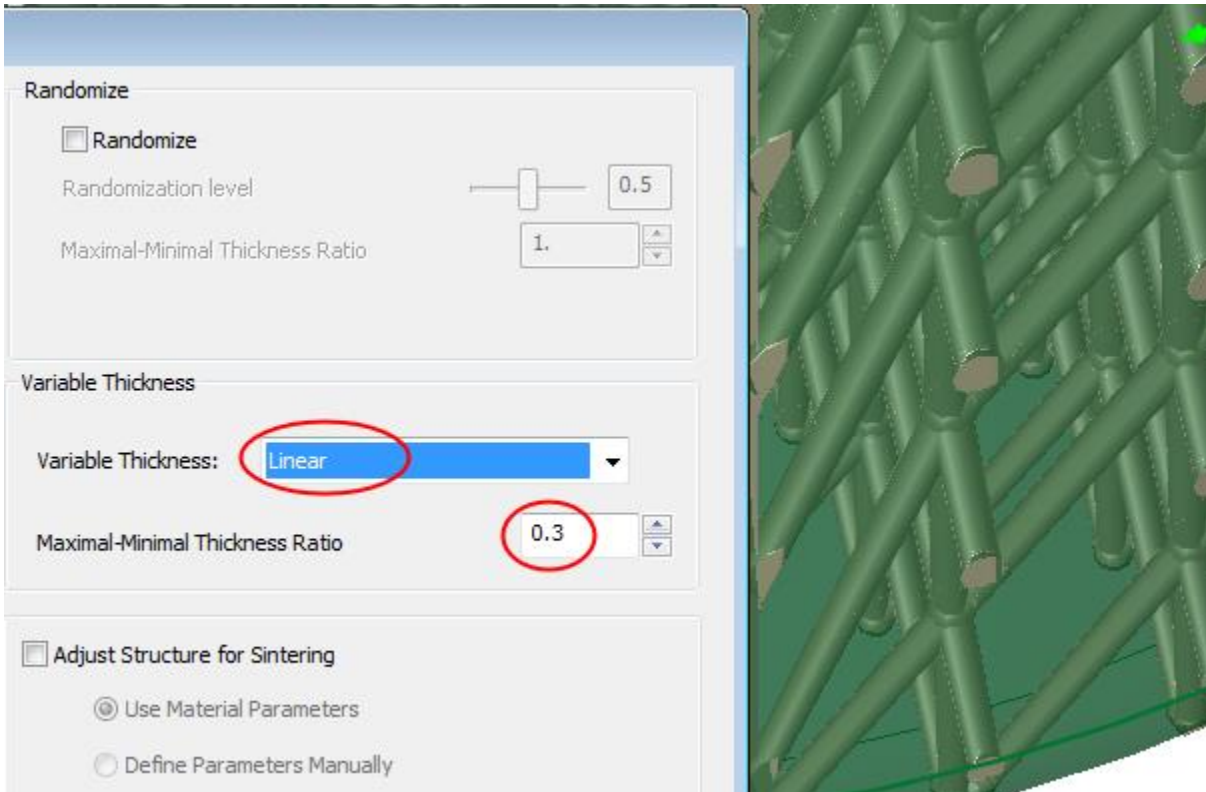 Randomize
Randomize
Randomization level 0.5
Maximal-Minimal Thickness Ratio 1.
Variable Thickness
Variable Thickness: Linear
Maximal-Minimal Thickness Ratio 0.3
Adjust Structure for Sintering
Use Material Parameters
Define Parameters Manually